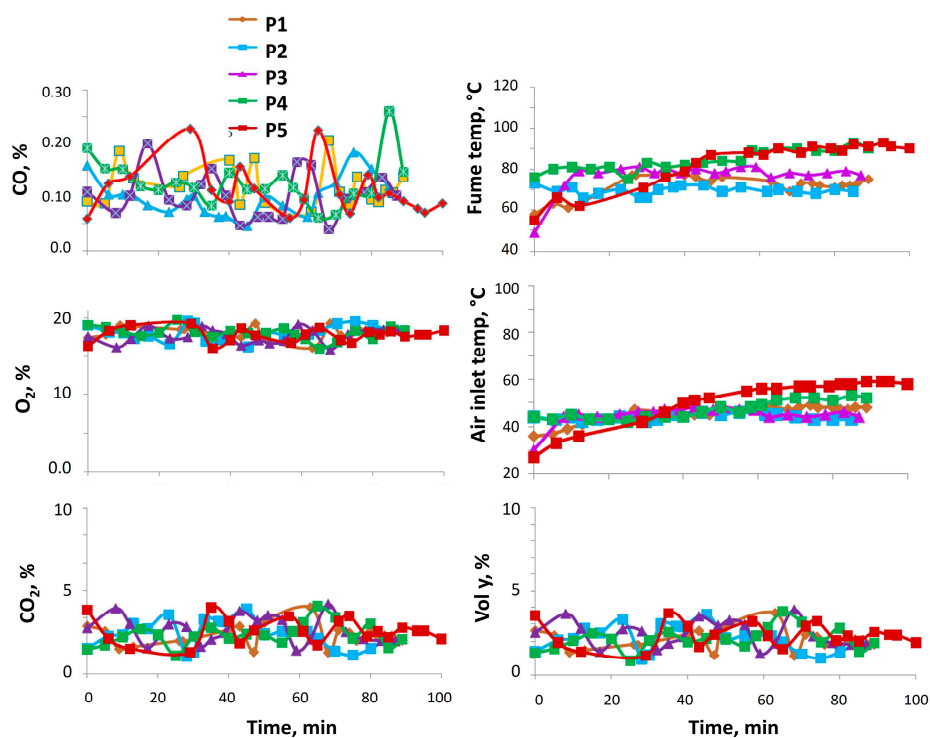 P1
P2
P3
P4
P5
CO, %
0.30
0.20
0.10
0.0
Fume temp, °C
120
100
80
60
40
O₂, %
20
10
0.0
Air inlet temp, °C
100
80
60
40
20
CO₂, %
10
5
0
0 20 40 60 80 100
Time, min
Vol y, %
10
5
0
0 20 40 60 80 100
Time, min